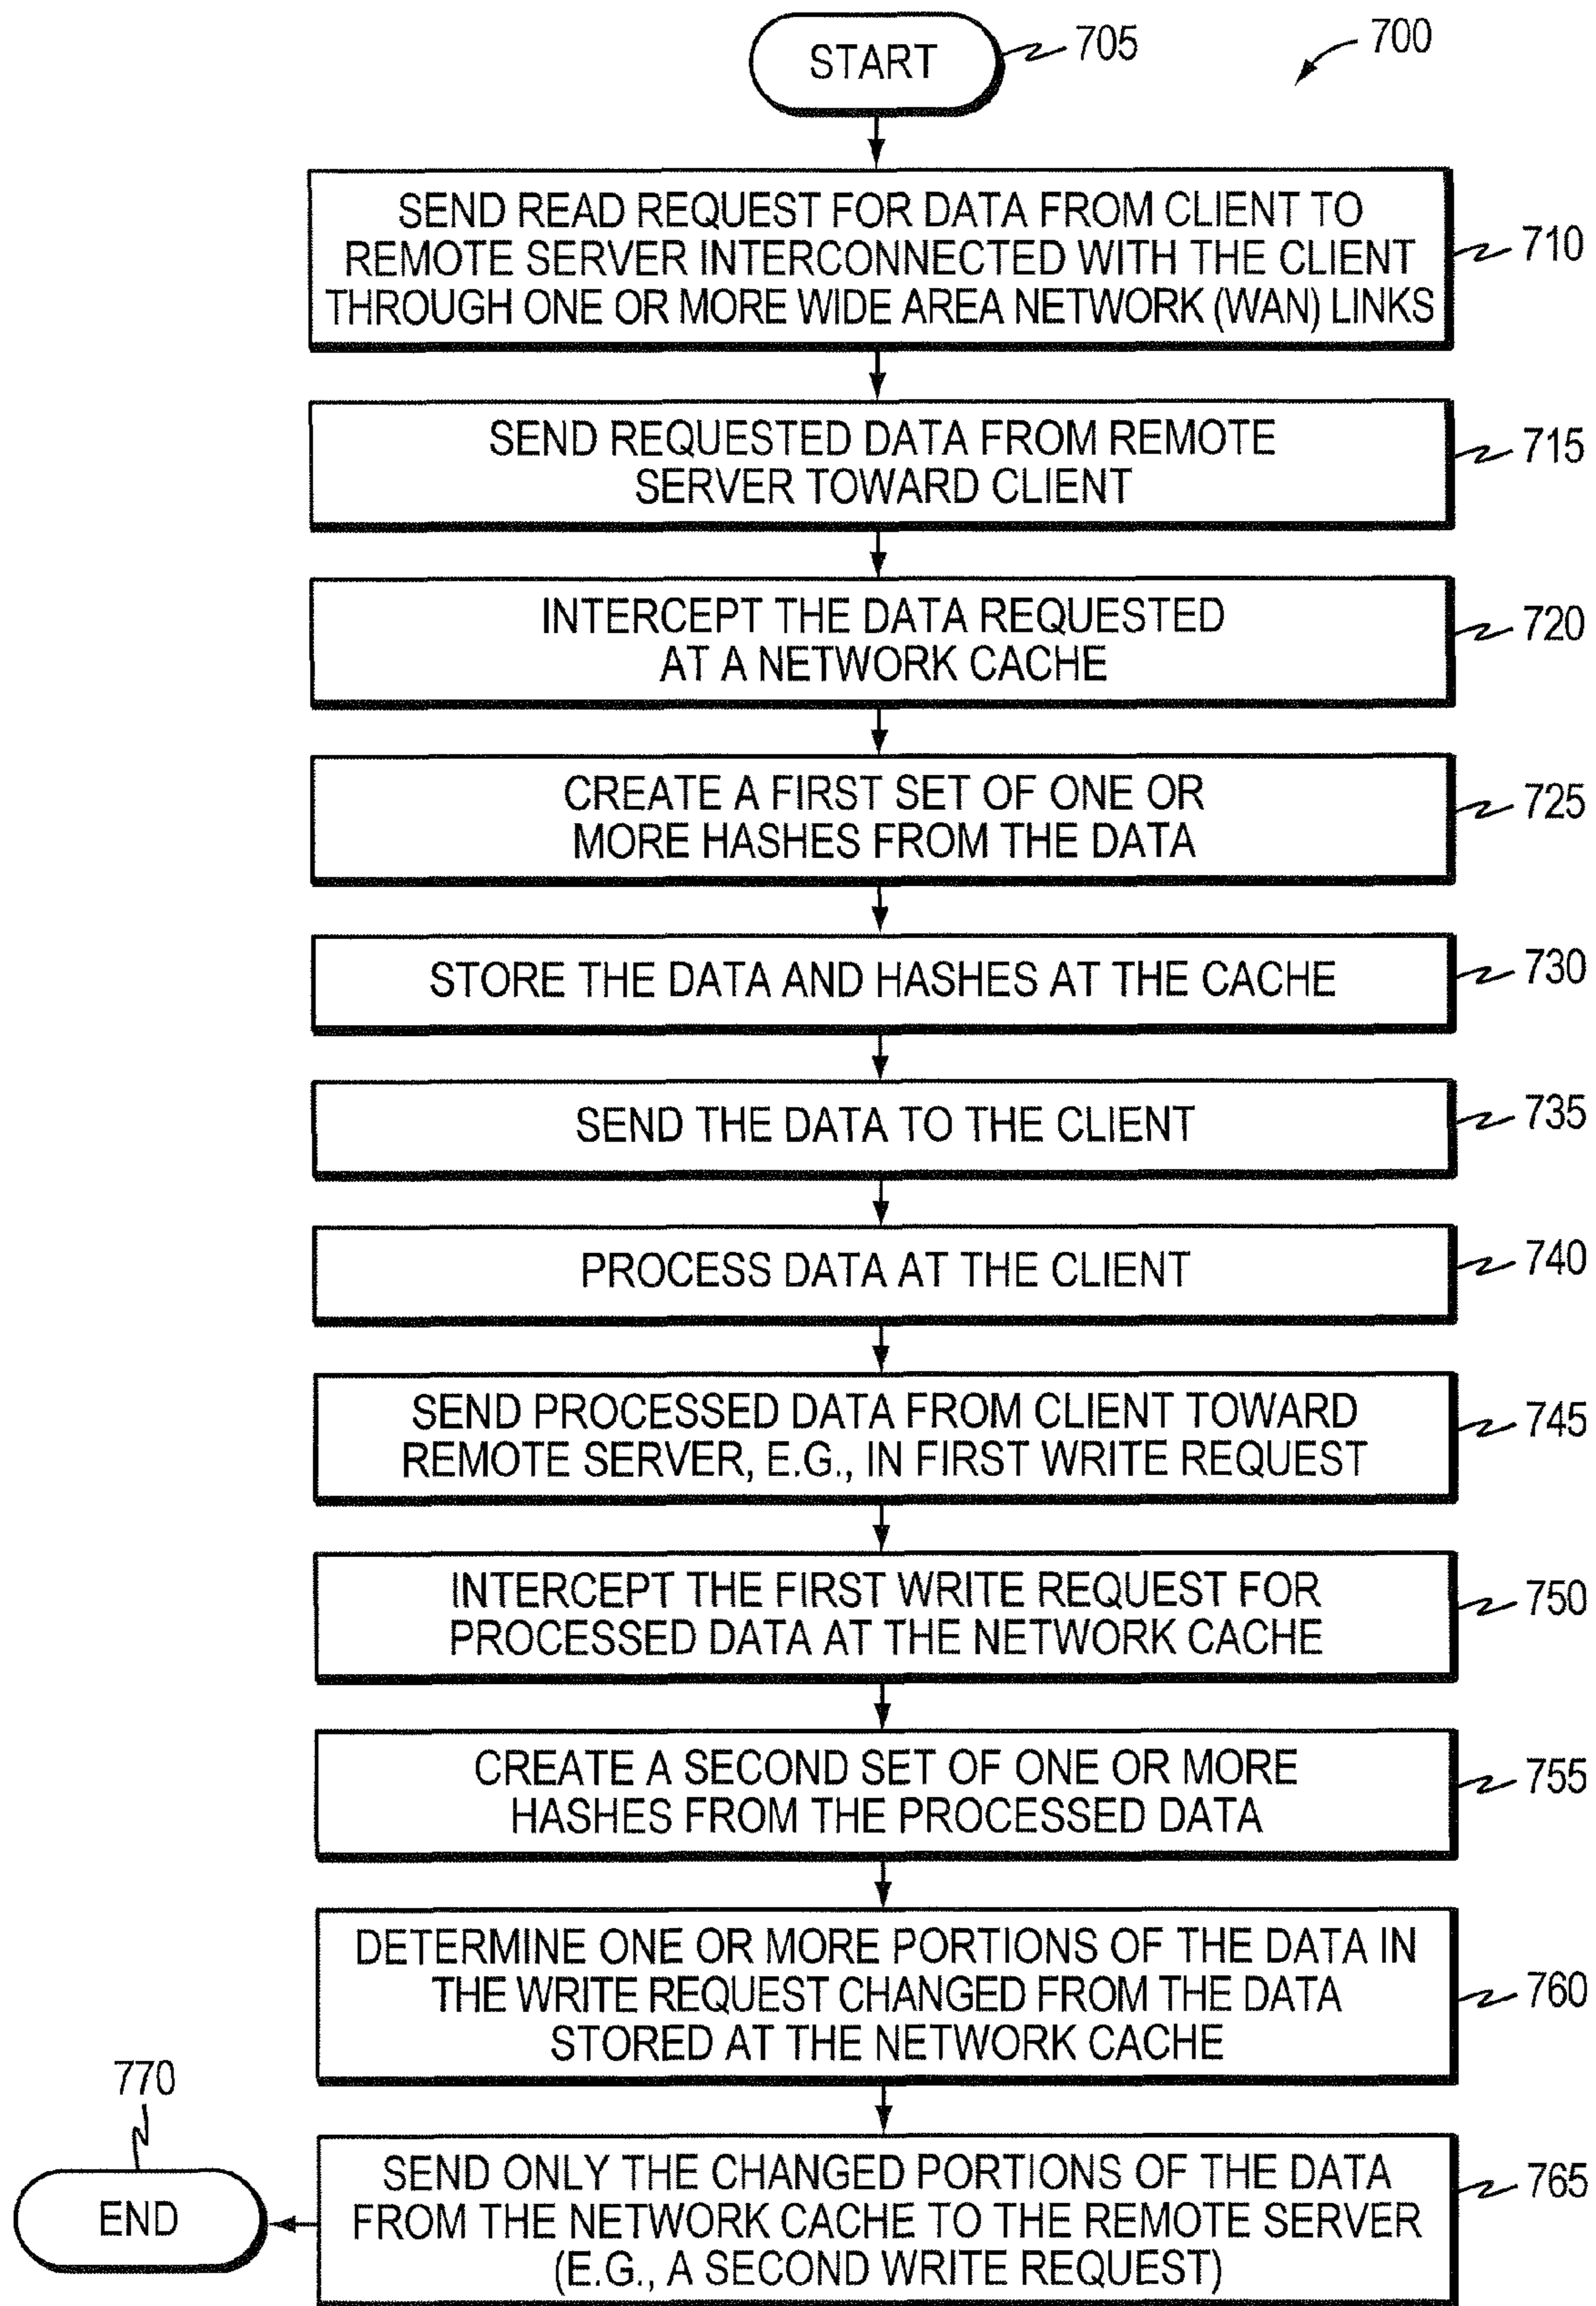 START
705
700
SEND READ REQUEST FOR DATA FROM CLIENT TO
REMOTE SERVER INTERCONNECTED WITH THE CLIENT
THROUGH ONE OR MORE WIDE AREA NETWORK (WAN) LINKS
710
SEND REQUESTED DATA FROM REMOTE
SERVER TOWARD CLIENT
715
INTERCEPT THE DATA REQUESTED
AT A NETWORK CACHE
720
CREATE A FIRST SET OF ONE OR
MORE HASHES FROM THE DATA
725
STORE THE DATA AND HASHES AT THE CACHE
730
SEND THE DATA TO THE CLIENT
735
PROCESS DATA AT THE CLIENT
740
SEND PROCESSED DATA FROM CLIENT TOWARD
REMOTE SERVER, E.G., IN FIRST WRITE REQUEST
745
INTERCEPT THE FIRST WRITE REQUEST FOR
PROCESSED DATA AT THE NETWORK CACHE
750
CREATE A SECOND SET OF ONE OR MORE
HASHES FROM THE PROCESSED DATA
755
DETERMINE ONE OR MORE PORTIONS OF THE DATA IN
THE WRITE REQUEST CHANGED FROM THE DATA
STORED AT THE NETWORK CACHE
760
SEND ONLY THE CHANGED PORTIONS OF THE DATA
FROM THE NETWORK CACHE TO THE REMOTE SERVER
(E.G., A SECOND WRITE REQUEST)
765
770
END